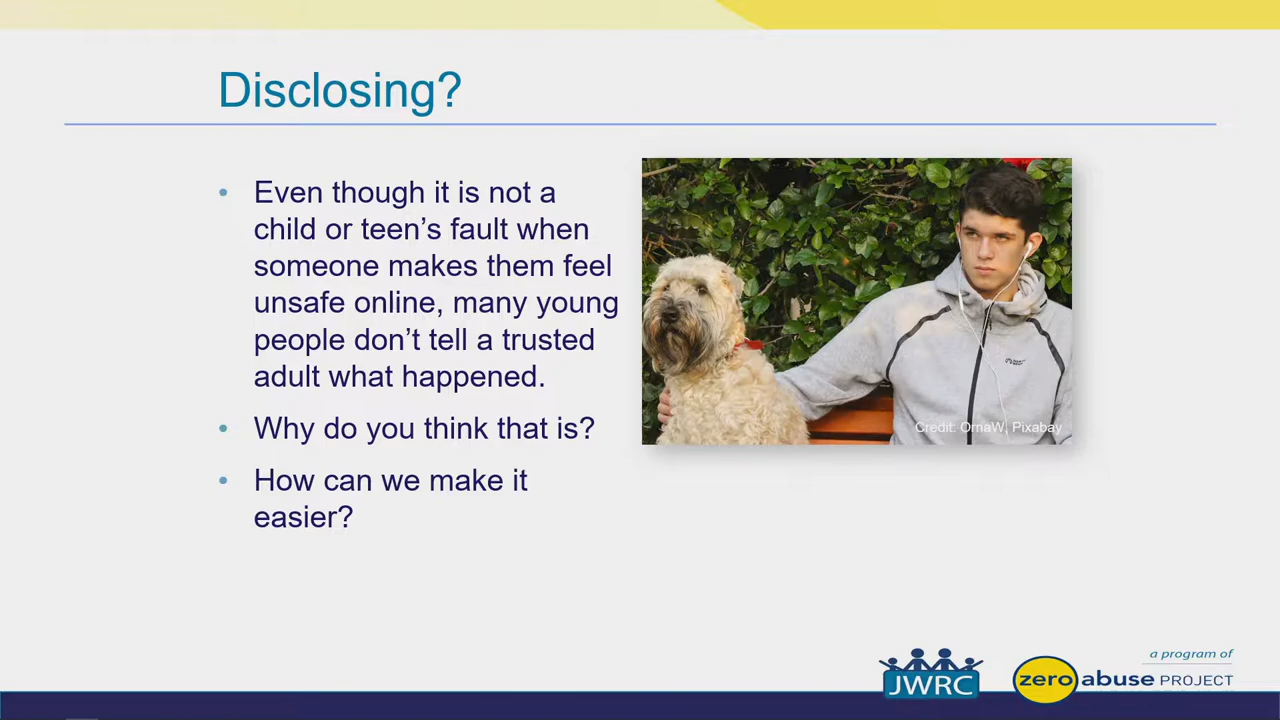 Disclosing?
• Even though it is not a
child or teen’s fault when
someone makes them feel
unsafe online, many young
people don’t tell a trusted
adult what happened.
• Why do you think that is?
• How can we make it
easier?
Credit: OrnaW, Pixabay
JWRC
a program of
zeroabuse PROJECT